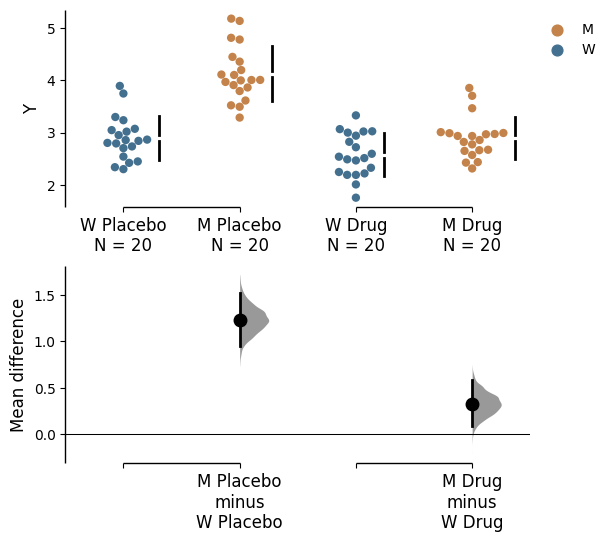 5
4
3
2
Y
M
W
W Placebo
N = 20
M Placebo
N = 20
W Drug
N = 20
M Drug
N = 20
1.5
1.0
0.5
0.0
Mean difference
M Placebo
minus
W Placebo
M Drug
minus
W Drug